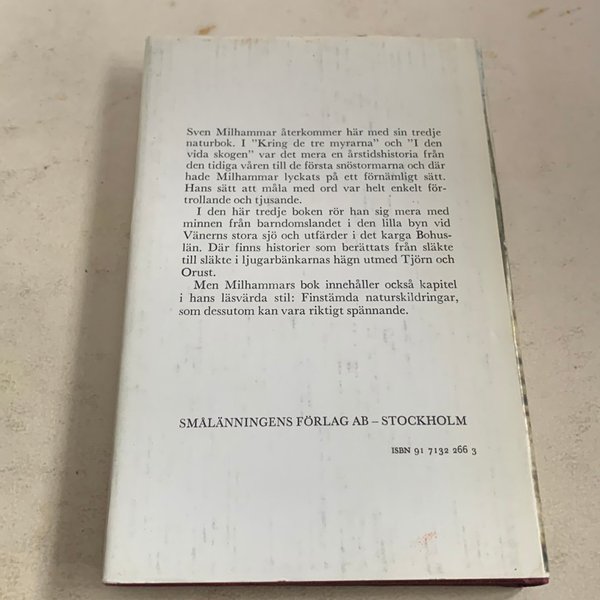 Sven Milhammar återkommer här med sin tredje
naturbok. I "Kring de tre myrarna" och "I den
vida skogen" var det mera en årstidshistoria från
den tidiga våren till de första snöstormarna och där
hade Milhammar lyckats på ett förnämligt sätt.
Hans sätt att måla med ord var helt enkelt för-
trollande och tjusande.
I den här tredje boken rör han sig mera med
minnen från barndomslandet i den lilla byn vid
Vänerns stora sjö och utfärder i det karga Bohus-
län. Där finns historier som berättats från släkte
till släkte i ljugarbänkarnas hägn utmed Tjörn och
Orust.
Men Milhammars bok innehåller också kapitel
i hans läsvärda stil: Finstämda naturskildringar,
som dessutom kan vara riktigt spännande.
SMÅLÄNNINGENS FÖRLAG AB – STOCKHOLM
ISBN 91 7132 266 3